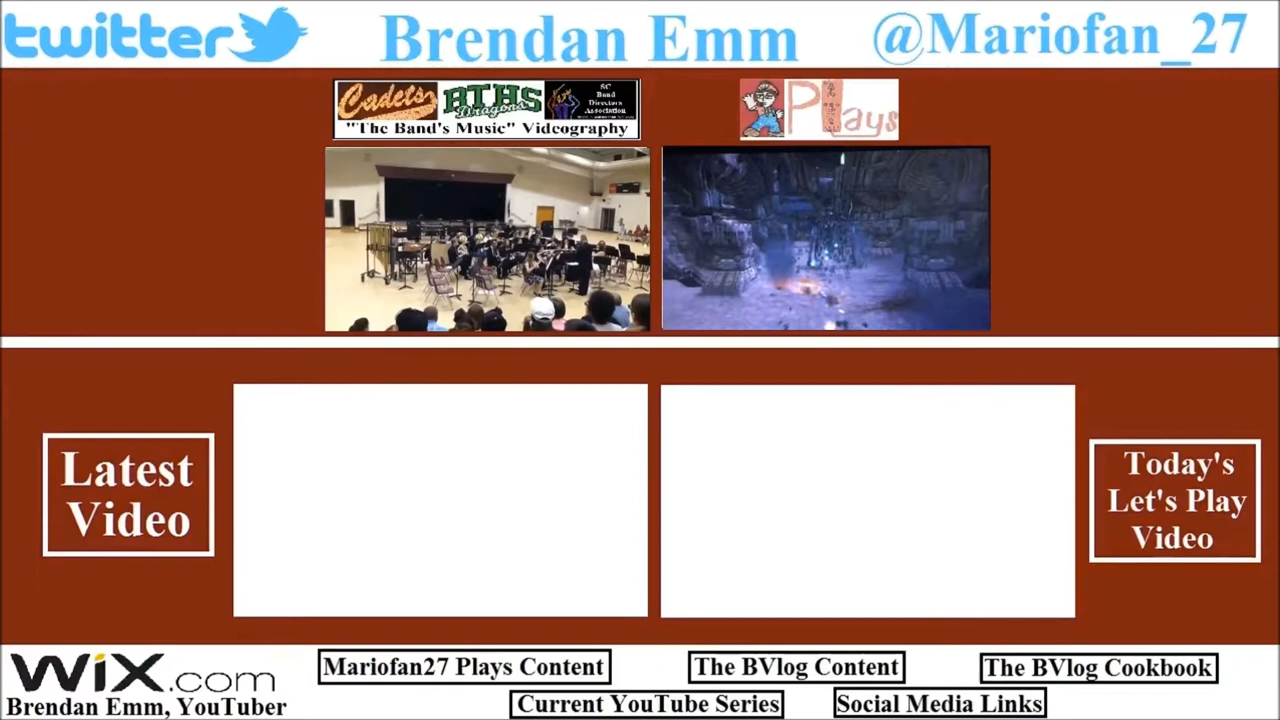 twitter Brendan Emm @Mariofan_27
Cadets BTHS Dragons SC Band Directors Association
"The Band's Music" Videography
Plays
Latest
Video
Today's
Let's Play
Video
WiX.com
Brendan Emm, YouTuber
Mariofan27 Plays Content
The BVlog Content
The BVlog Cookbook
Current YouTube Series
Social Media Links